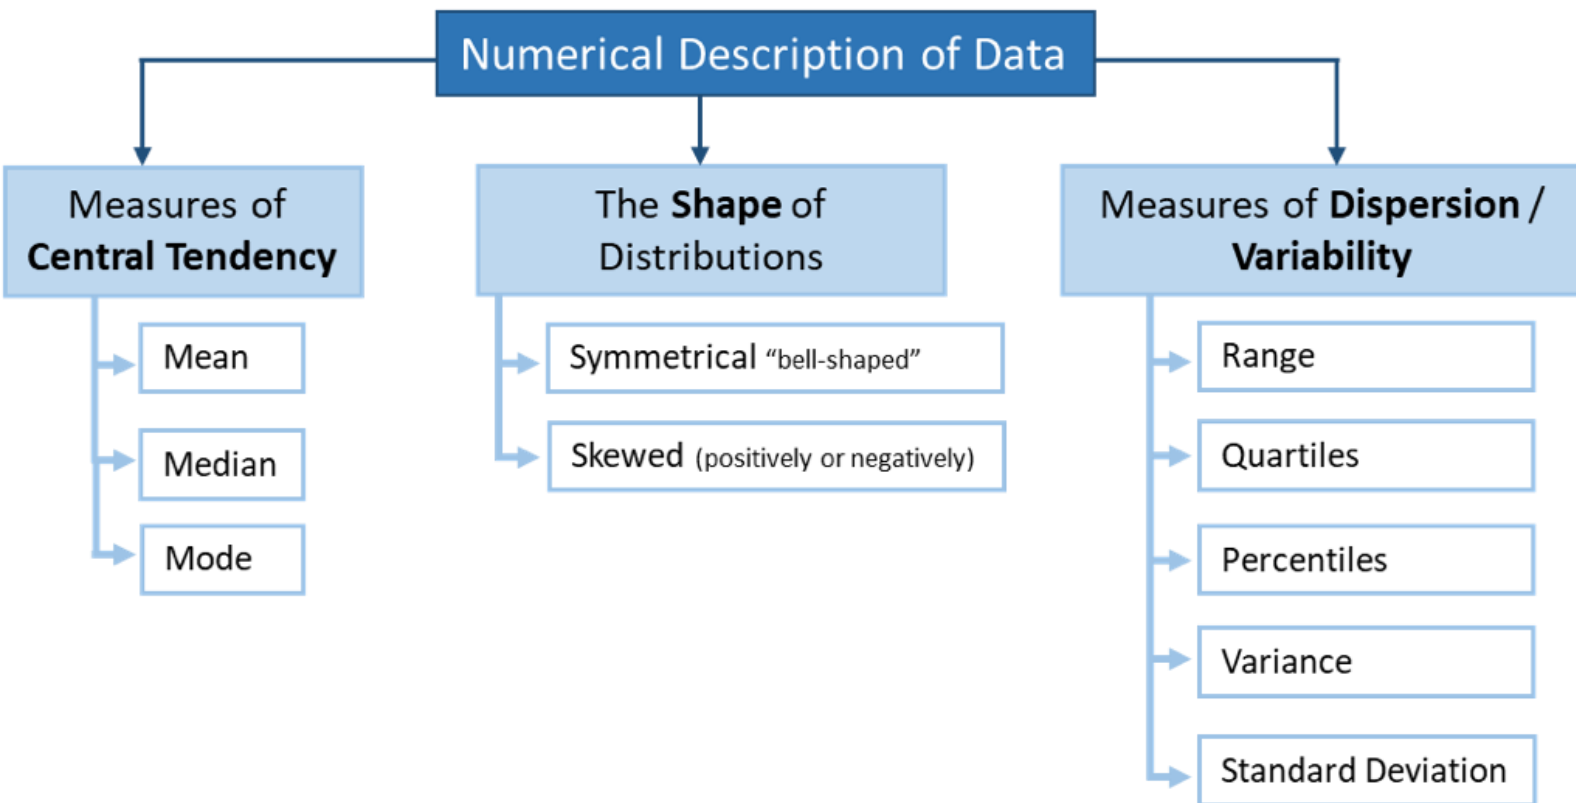 Numerical Description of Data
Measures of
Central Tendency
Mean
Median
Mode
The Shape of
Distributions
Symmetrical “bell-shaped”
Skewed (positively or negatively)
Measures of Dispersion /
Variability
Range
Quartiles
Percentiles
Variance
Standard Deviation